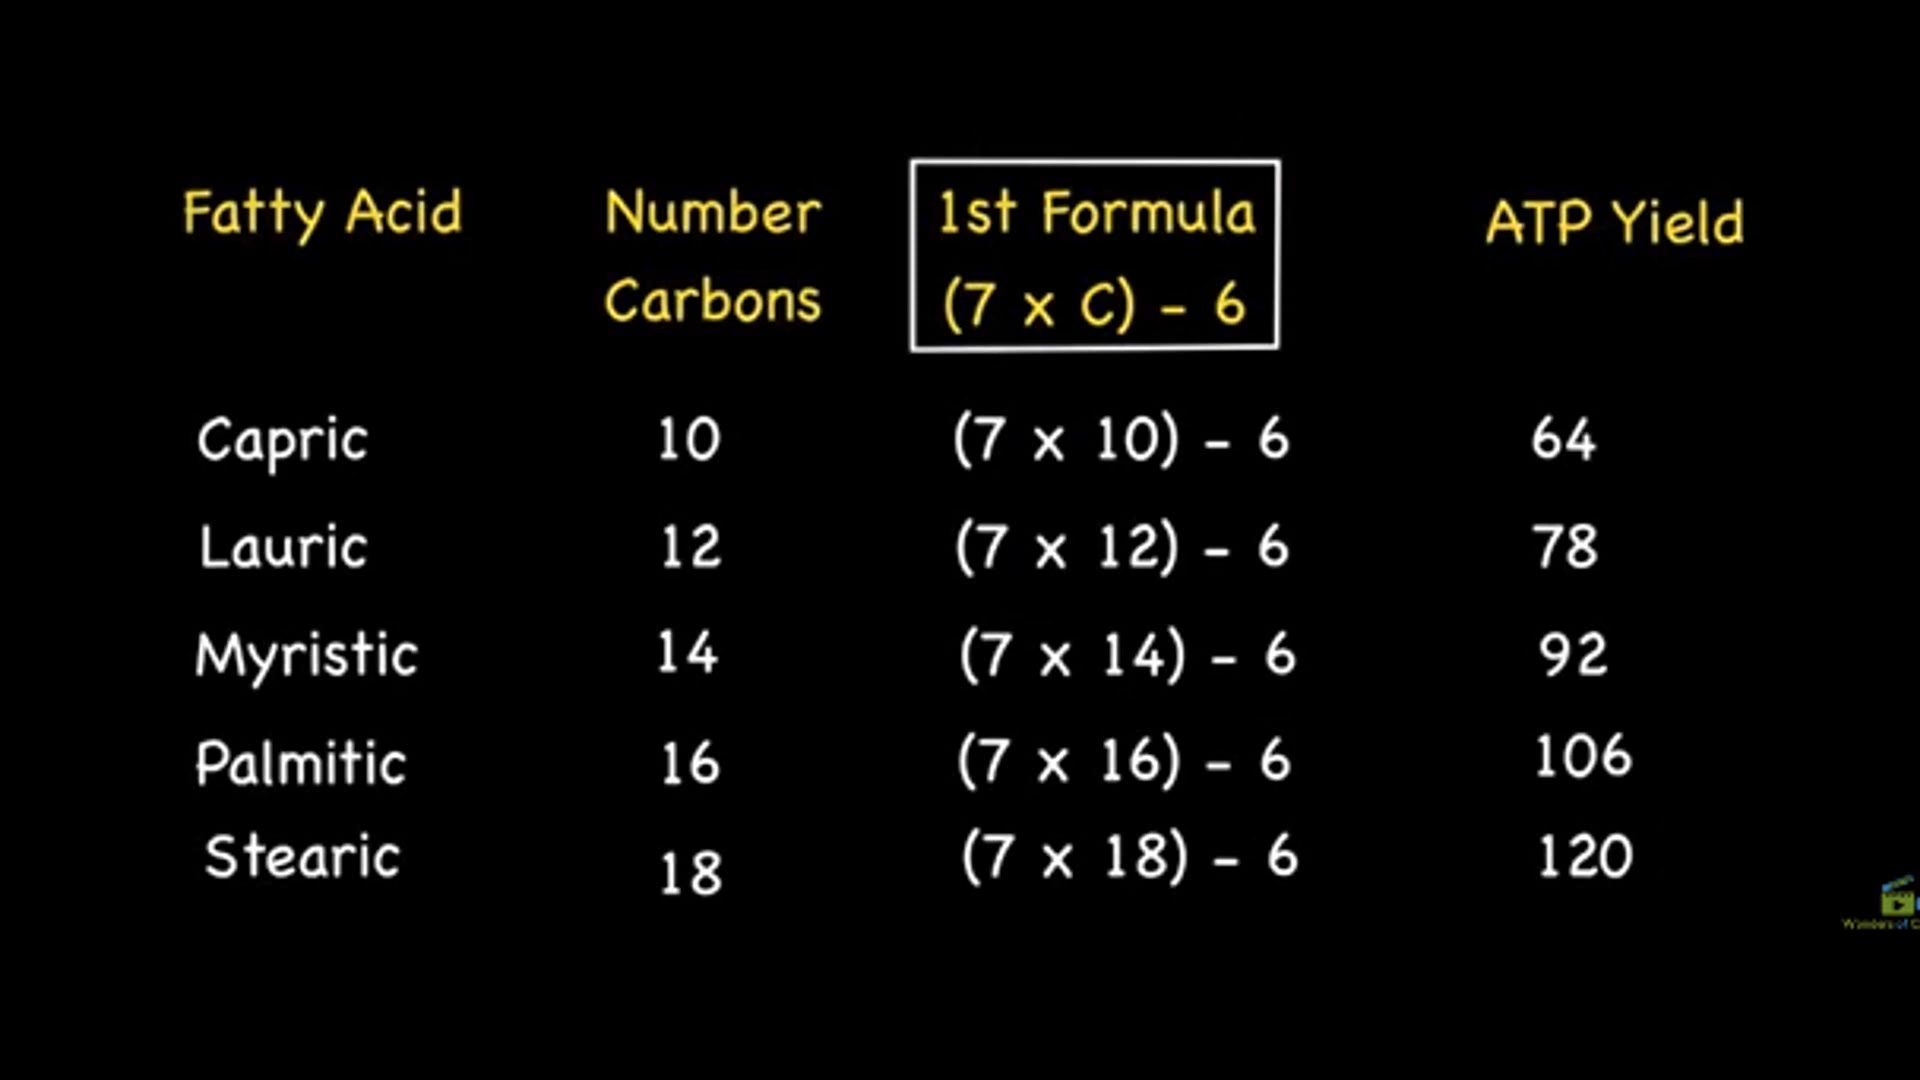 Fatty Acid Number 1st Formula ATP Yield
Carbons (7 x C) - 6
Capric 10 (7 x 10) - 6 64
Lauric 12 (7 x 12) - 6 78
Myristic 14 (7 x 14) - 6 92
Palmitic 16 (7 x 16) - 6 106
Stearic 18 (7 x 18) - 6 120
Wonders of C